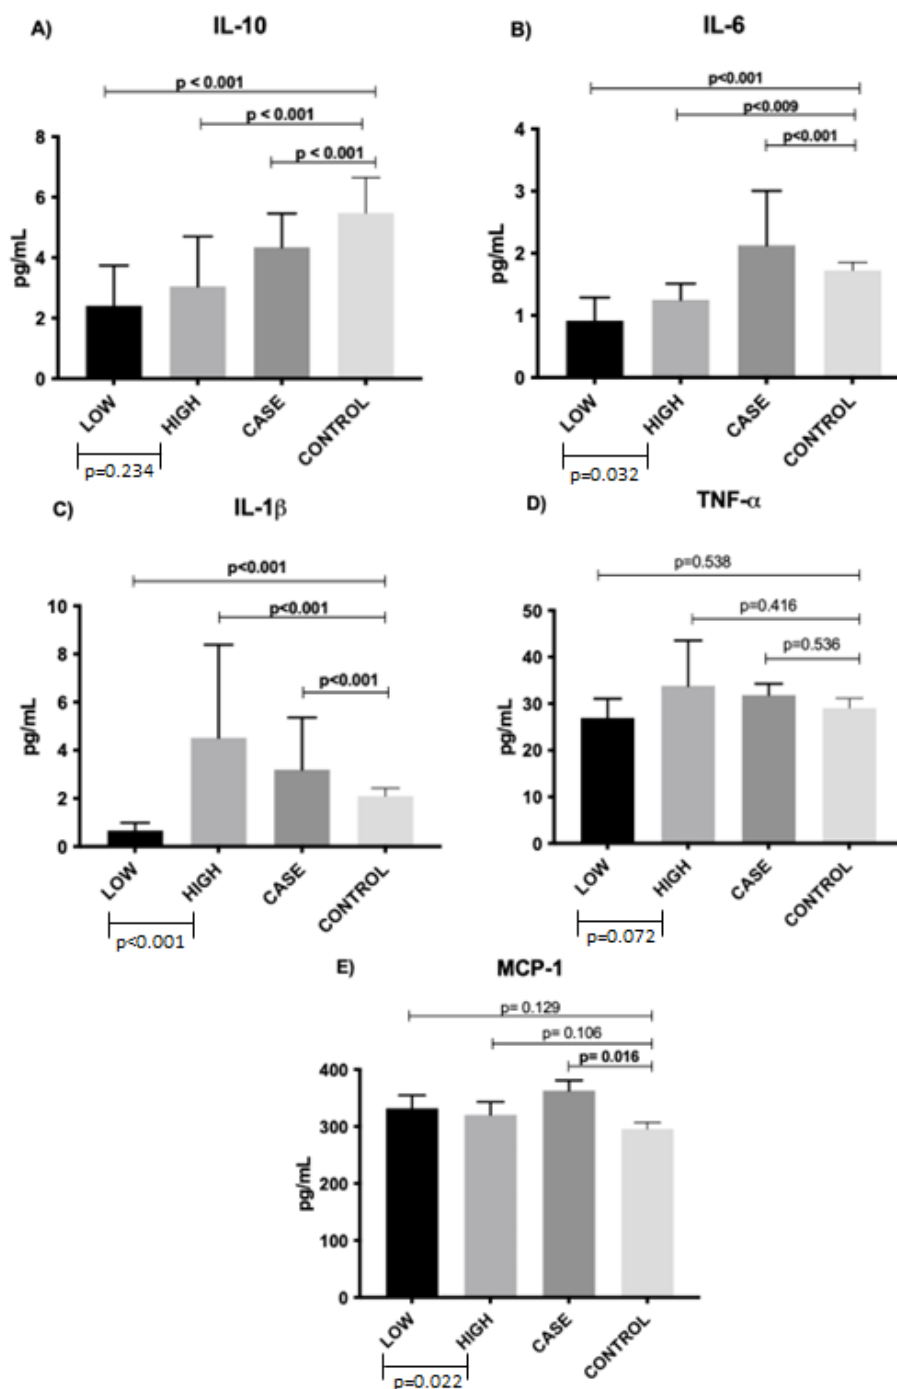 A) IL-10
p < 0.001
p < 0.001
p < 0.001
8
6
4
2
0
pg/mL
LOW HIGH CASE CONTROL
p=0.234
B) IL-6
p<0.001
p<0.009
p<0.001
4
3
2
1
0
pg/mL
LOW HIGH CASE CONTROL
p=0.032
C) IL-1β
p<0.001
p<0.001
p<0.001
10
8
6
4
2
0
pg/mL
LOW HIGH CASE CONTROL
p<0.001
D) TNF-α
p=0.538
p=0.416
p=0.536
50
40
30
20
10
0
pg/mL
LOW HIGH CASE CONTROL
p=0.072
E) MCP-1
p= 0.129
p= 0.106
p= 0.016
400
300
200
100
0
pg/mL
LOW HIGH CASE CONTROL
p=0.022